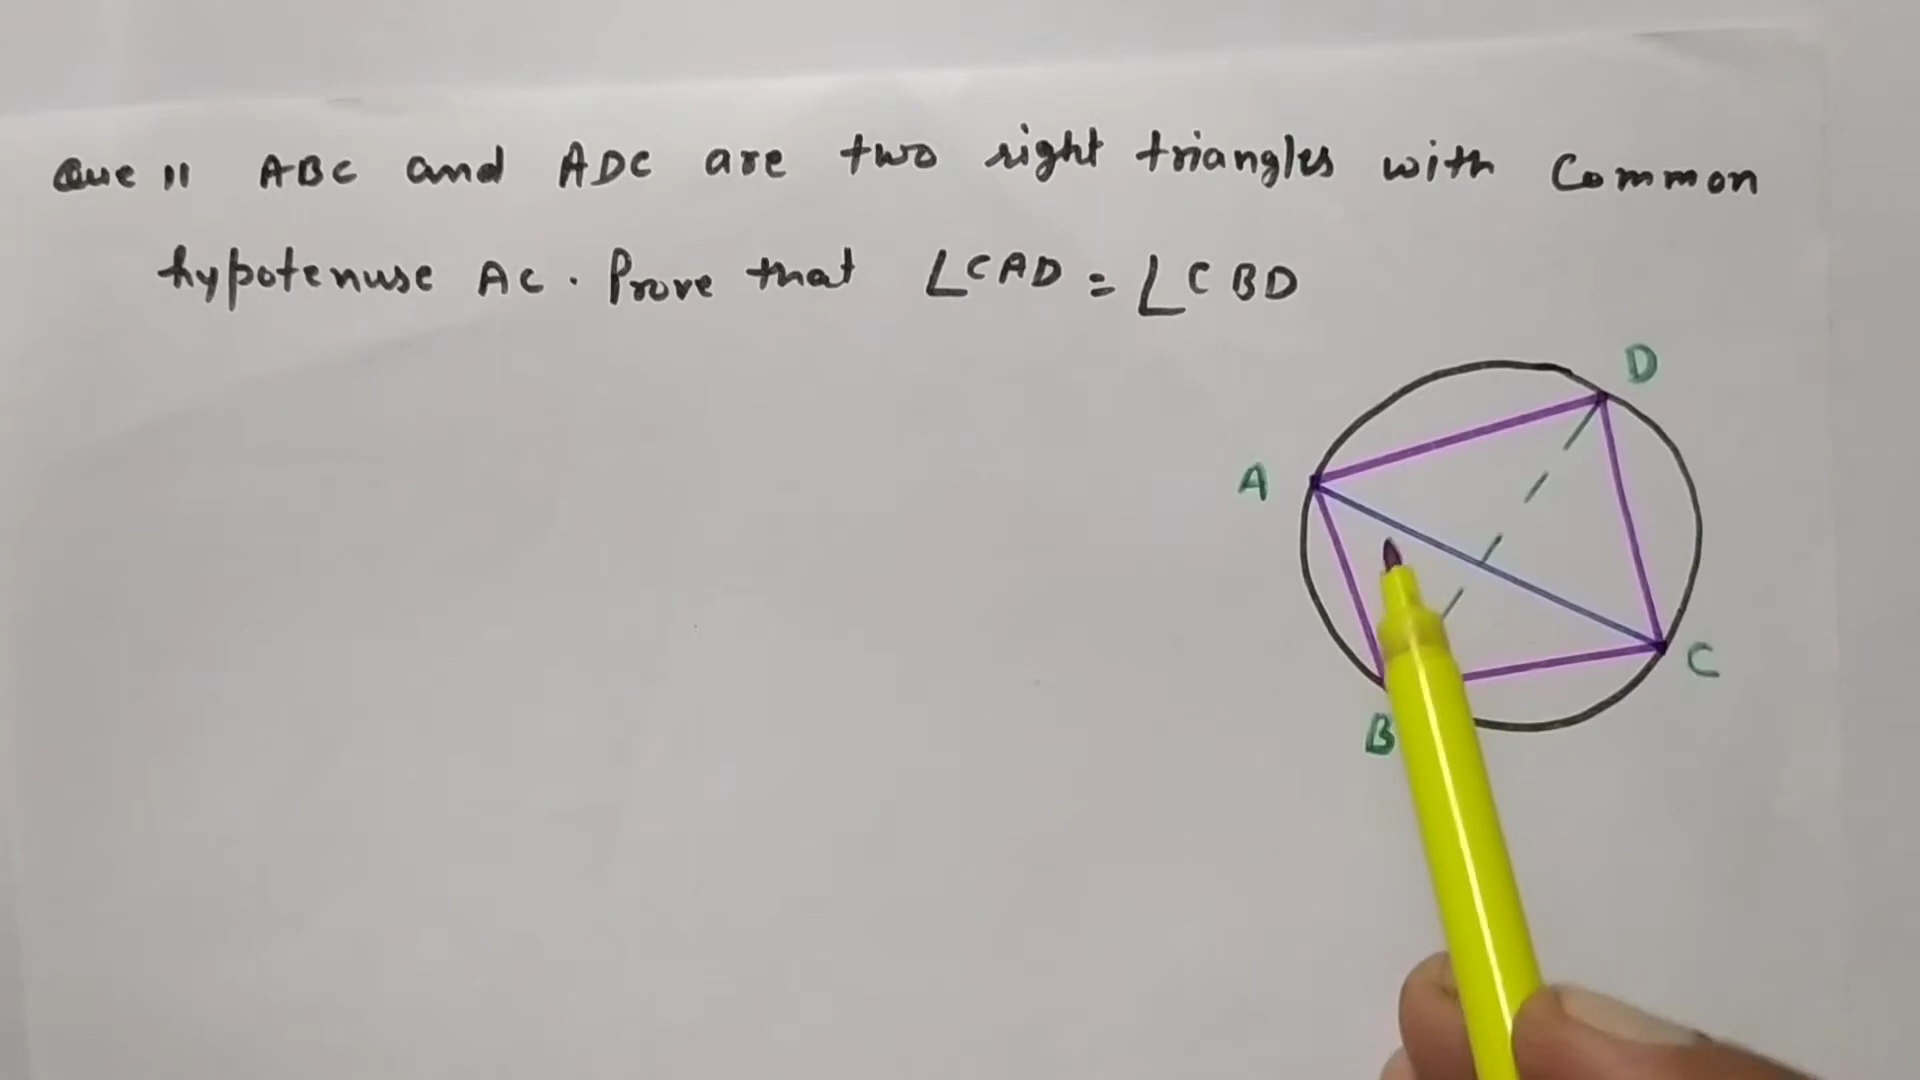 Que 11 ABC and ADC are two right triangles with Common
hypotenuse AC. Prove that ∠CAD = ∠CBD
D
A
C
B